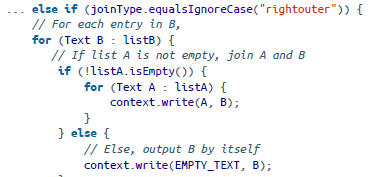 ... else if (joinType.equalsIgnoreCase("rightouter")) {
// For each entry in B,
for (Text B : listB) {
// If list A is not empty, join A and B
if (!listA.isEmpty()) {
for (Text A : listA) {
context.write(A, B);
}
} else {
// Else, output B by itself
context.write(EMPTY_TEXT, B);